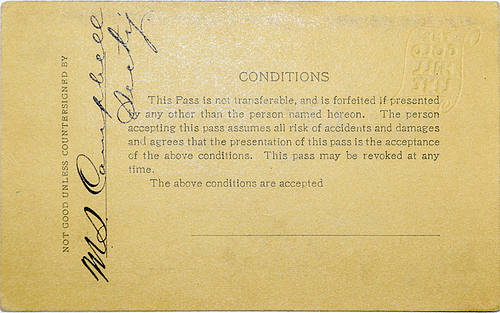 CONDITIONS
This Pass is not transferable, and is forfeited if presented
by any other than the person named hereon. The person
accepting this pass assumes all risk of accidents and damages
and agrees that the presentation of this pass is the acceptance
of the above conditions. This pass may be revoked at any
time.
The above conditions are accepted
NOT GOOD UNLESS COUNTERSIGNED BY
M.S. Campbell
Secty.